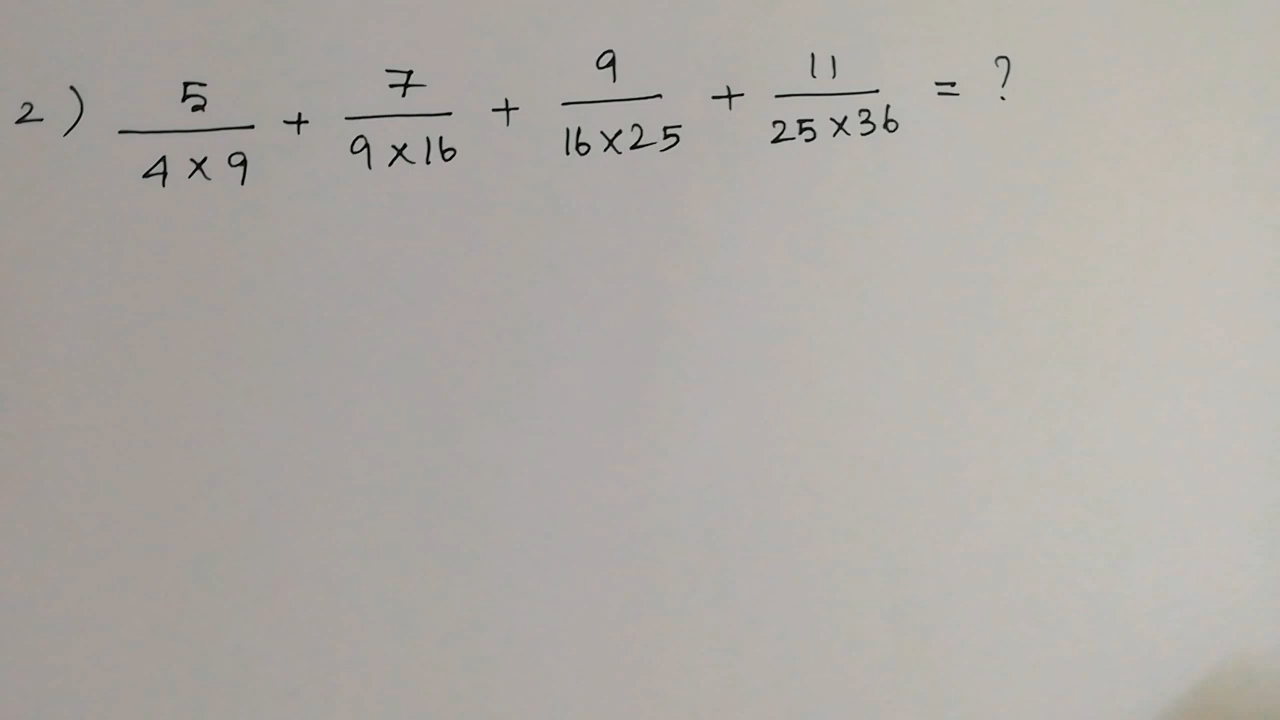 2) 5/(4 × 9) + 7/(9 × 16) + 9/(16 × 25) + 11/(25 × 36) = ?